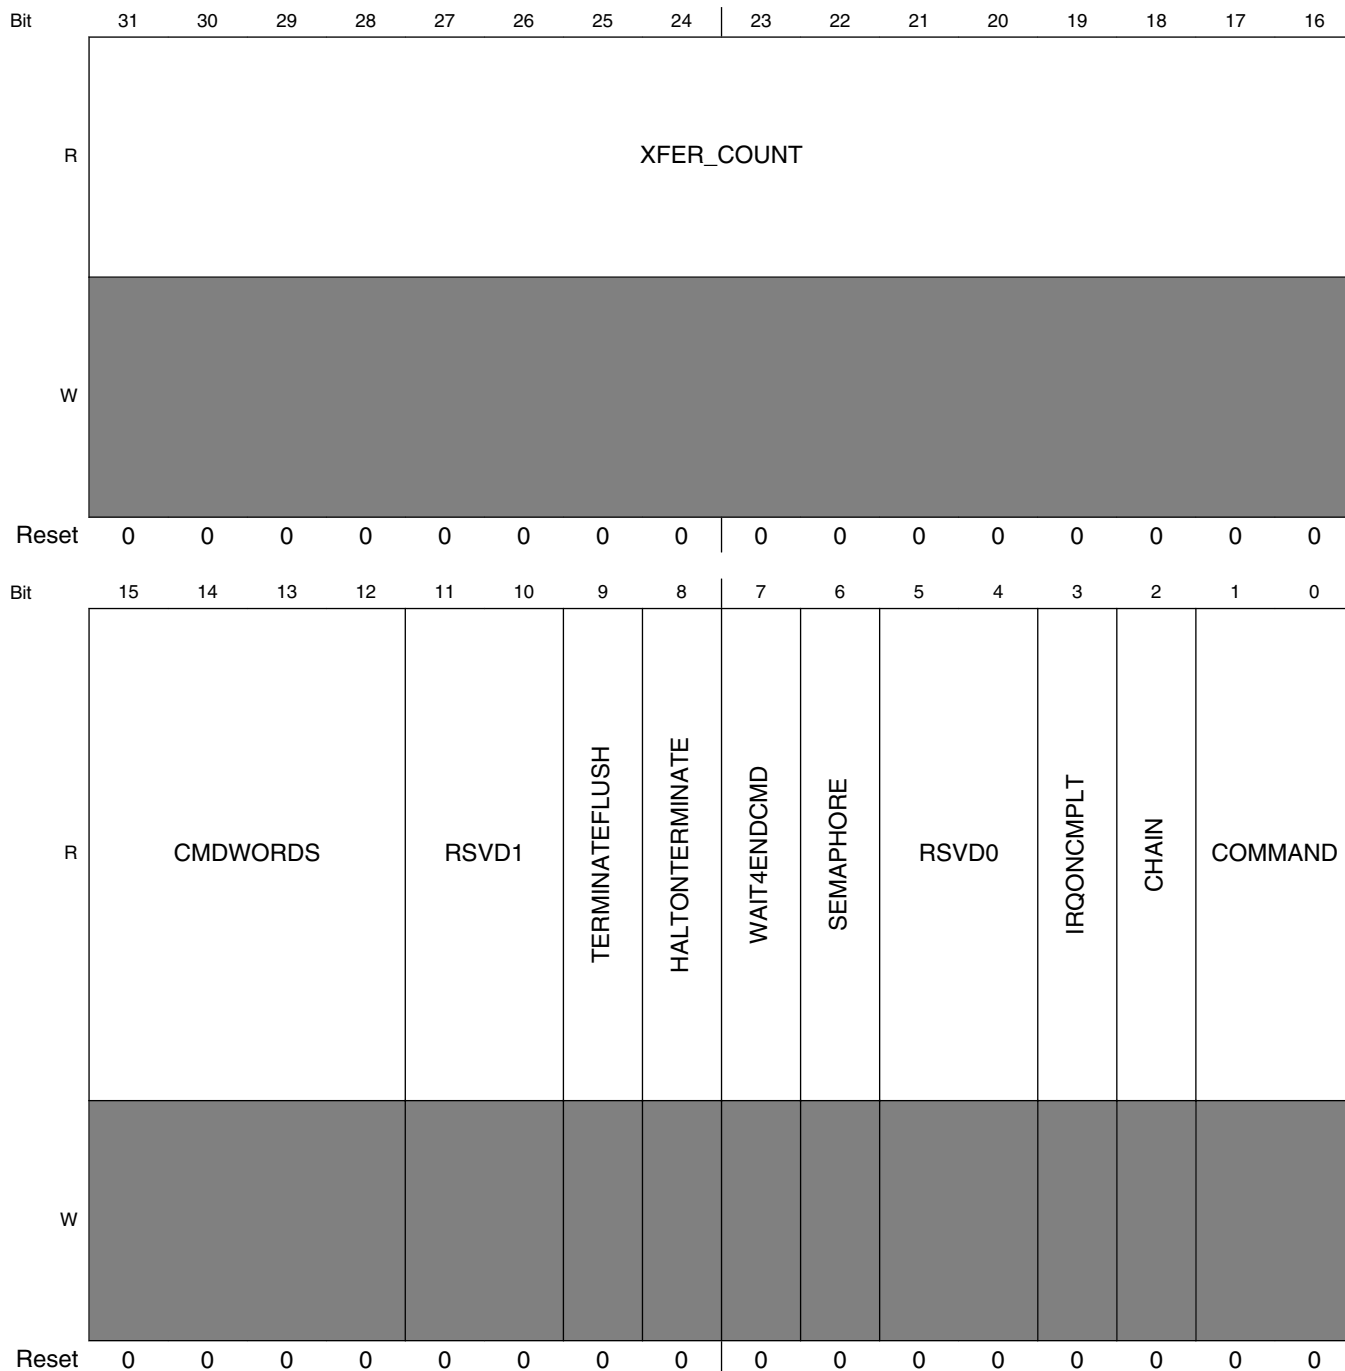 Bit 31 30 29 28 27 26 25 24 23 22 21 20 19 18 17 16
R XFER_COUNT
W
Reset 0 0 0 0 0 0 0 0 0 0 0 0 0 0 0 0
Bit 15 14 13 12 11 10 9 8 7 6 5 4 3 2 1 0
R CMDWORDS RSVD1 TERMINATEFLUSH HALTONTERMINATE WAIT4ENDCMD SEMAPHORE RSVD0 IRQONCMPLT CHAIN COMMAND
W
Reset 0 0 0 0 0 0 0 0 0 0 0 0 0 0 0 0